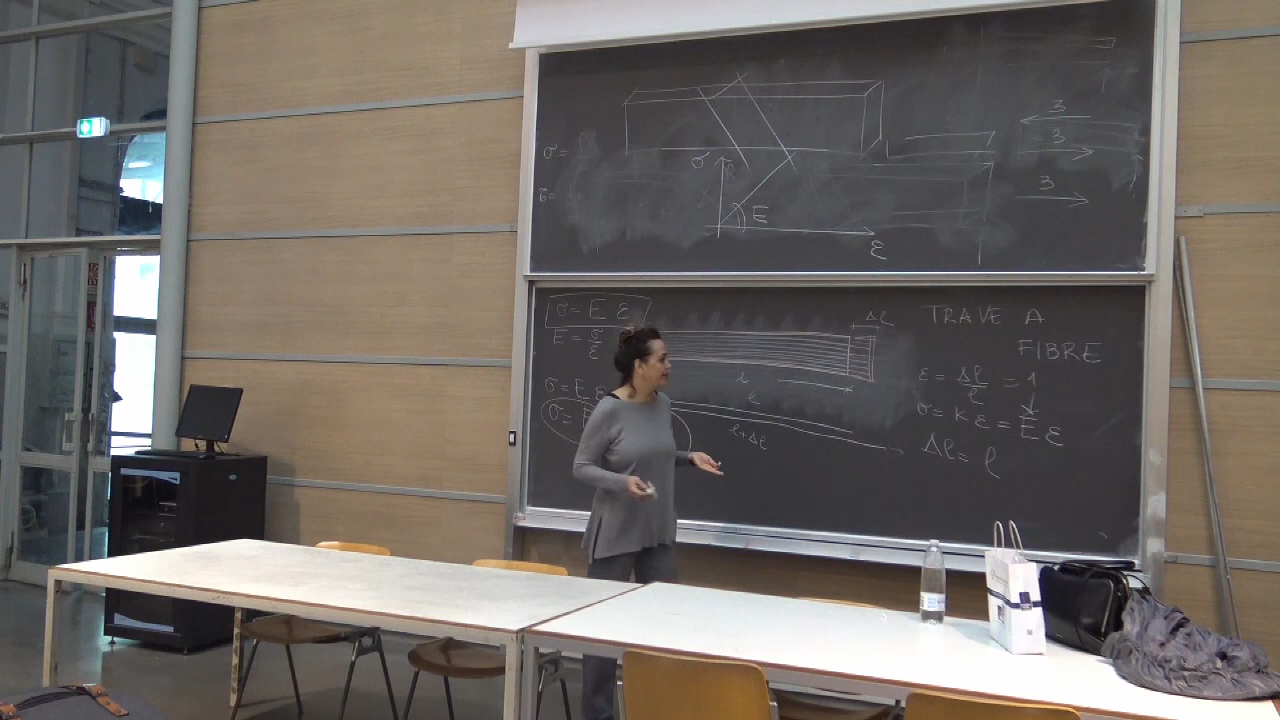 σ =
σ
E
ε
3
3
3
σ = E ε
E = σ/ε
σ = E ε
σ =
Δl
l
l
l+Δl
TRAVE A
FIBRE
ε = Δl/l = 1
σ = K ε = E ε
Δl = l